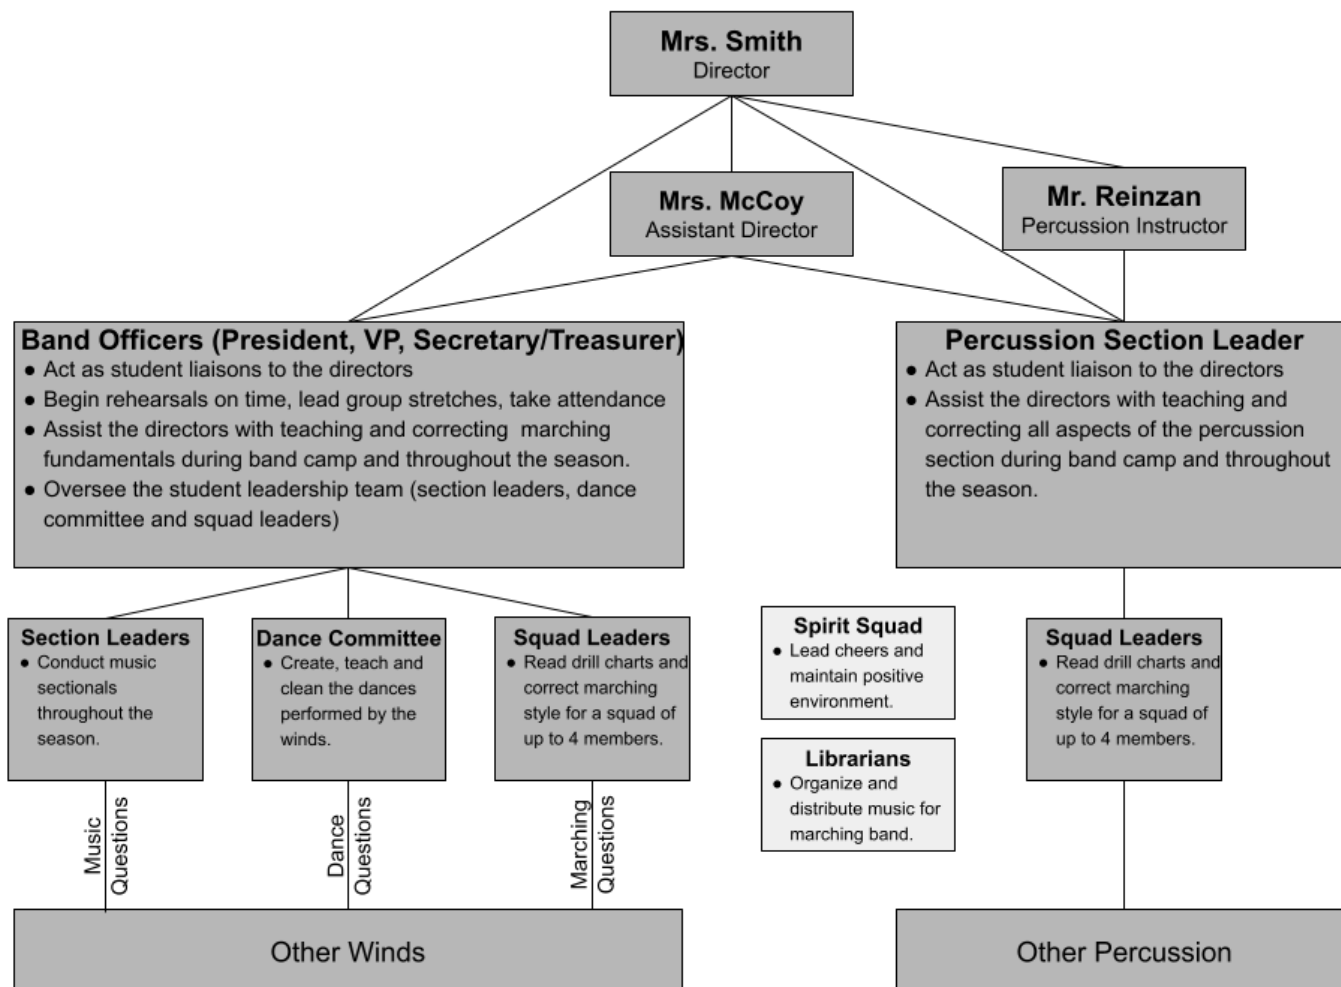 Mrs. Smith
Director
Mrs. McCoy
Assistant Director
Mr. Reinzan
Percussion Instructor
Band Officers (President, VP, Secretary/Treasurer)
● Act as student liaisons to the directors
● Begin rehearsals on time, lead group stretches, take attendance
● Assist the directors with teaching and correcting marching
fundamentals during band camp and throughout the season.
● Oversee the student leadership team (section leaders, dance
committee and squad leaders)
Percussion Section Leader
● Act as student liaison to the directors
● Assist the directors with teaching and
correcting all aspects of the percussion
section during band camp and throughout
the season.
Section Leaders
● Conduct music
sectionals
throughout the
season.
Dance Committee
● Create, teach and
clean the dances
performed by the
winds.
Squad Leaders
● Read drill charts and
correct marching
style for a squad of
up to 4 members.
Spirit Squad
● Lead cheers and
maintain positive
environment.
Librarians
● Organize and
distribute music for
marching band.
Squad Leaders
● Read drill charts and
correct marching
style for a squad of
up to 4 members.
Music
Questions
Dance
Questions
Marching
Questions
Other Winds
Other Percussion